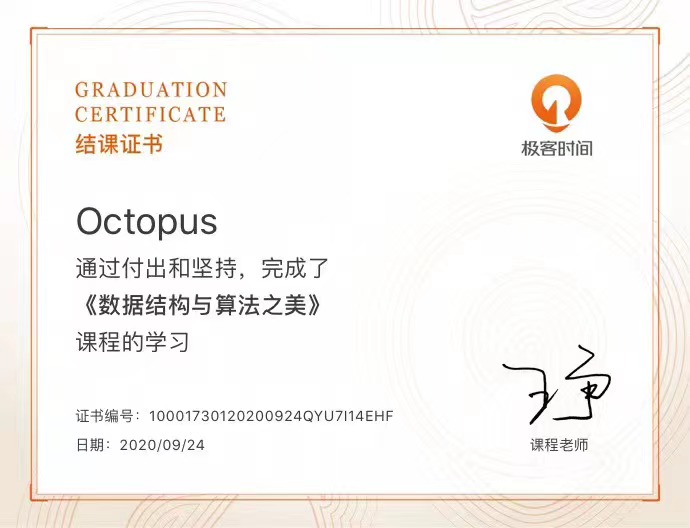 GRADUATION
CERTIFICATE
结课证书
极客时间
Octopus
通过付出和坚持，完成了
《数据结构与算法之美》
课程的学习
王争
证书编号：10001730120200924QYU7I14EHF
日期：2020/09/24
课程老师